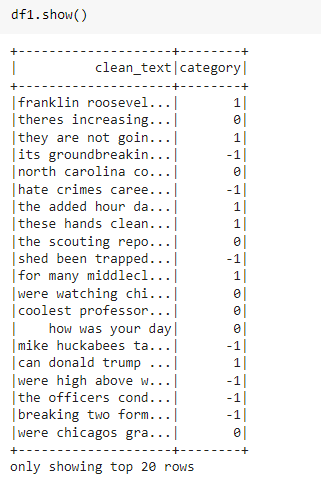 df1.show()
+--------------------+--------+
|          clean_text|category|
+--------------------+--------+
|franklin roosevel...|       1|
|theres increasing...|       0|
|they are not goin...|       1|
|its groundbreakin...|      -1|
|north carolina co...|       0|
|hate crimes caree...|      -1|
|the added hour da...|       1|
|these hands clean...|       1|
|the scouting repo...|       0|
|shed been trapped...|      -1|
|for many middlecl...|       1|
|were watching chi...|       0|
|coolest professor...|       0|
|    how was your day|       0|
|mike huckabees ta...|      -1|
|can donald trump ...|       1|
|were high above w...|      -1|
|the officers cond...|      -1|
|breaking two form...|      -1|
|were chicagos gra...|       0|
+--------------------+--------+
only showing top 20 rows